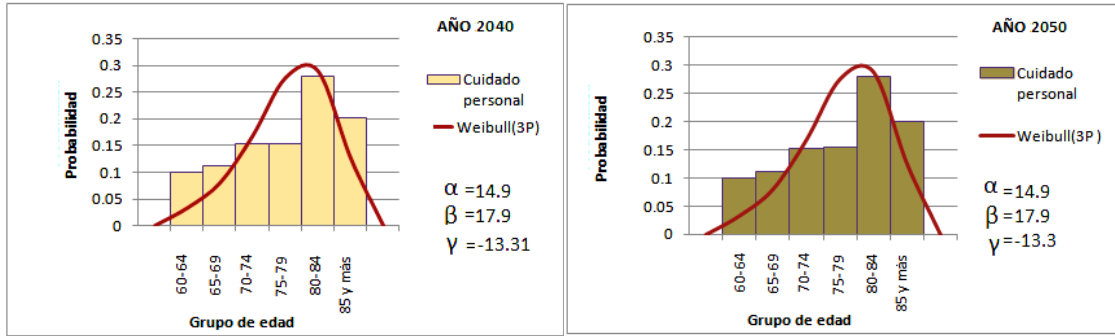 AÑO 2040
0.35
0.3
0.25
0.2
0.15
0.1
0.05
0
Probabilidad
60-64
65-69
70-74
75-79
80-84
85 y más
Grupo de edad
Cuidado
personal
Weibull(3P)
α =14.9
β =17.9
γ =-13.31
AÑO 2050
0.35
0.3
0.25
0.2
0.15
0.1
0.05
0
Probabilidad
60-64
65-69
70-74
75-79
80-84
85 y más
Grupo de edad
Cuidado
personal
Weibull(3P )
α =14.9
β =17.9
γ =-13.3